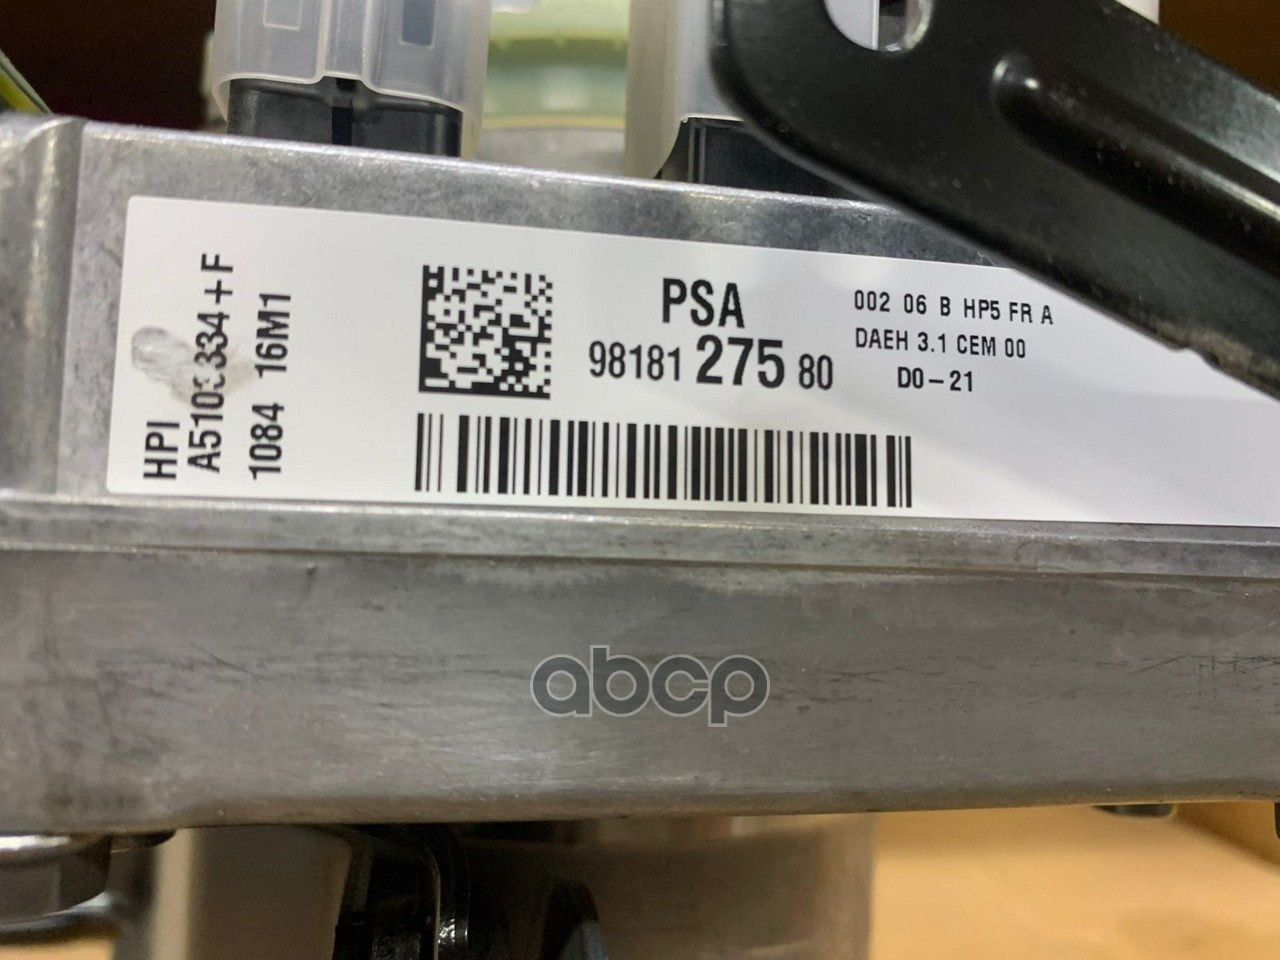 HPI
1084 16M1
PSA
98181 275 80
002 06 B HP5 FR A
DAEH 3.1 CEM 00
D0-21
abcp